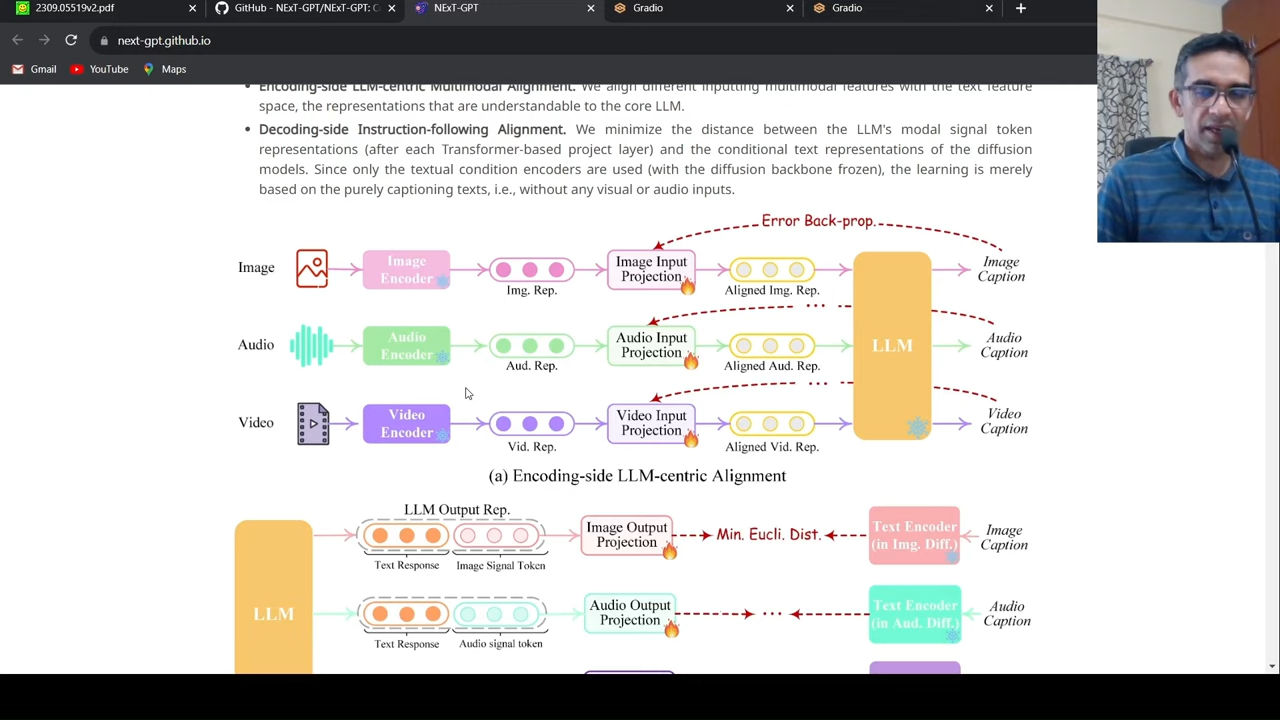 2309.05519v2.pdf
GitHub - NExT-GPT/NExT-GPT: C
NExT-GPT
Gradio
Gradio
next-gpt.github.io
Gmail
YouTube
Maps
Encoding-side LLM-centric Multimodal Alignment. We align different inputting multimodal features with the text feature
space, the representations that are understandable to the core LLM.
Decoding-side Instruction-following Alignment. We minimize the distance between the LLM's modal signal token
representations (after each Transformer-based project layer) and the conditional text representations of the diffusion
models. Since only the textual condition encoders are used (with the diffusion backbone frozen), the learning is merely
based on the purely captioning texts, i.e., without any visual or audio inputs.
Error Back-prop.
Image
Image
Encoder
Img. Rep.
Image Input
Projection
Aligned Img. Rep.
Image
Caption
Audio
Audio
Encoder
Aud. Rep.
Audio Input
Projection
...
Aligned Aud. Rep.
LLM
Audio
Caption
Video
Video
Encoder
Vid. Rep.
Video Input
Projection
...
Aligned Vid. Rep.
Video
Caption
(a) Encoding-side LLM-centric Alignment
LLM
LLM Output Rep.
Text Response
Image Signal Token
Image Output
Projection
Min. Eucli. Dist.
Text Encoder
(in Img. Diff.)
Image
Caption
Text Response
Audio signal token
Audio Output
Projection
...
Text Encoder
(in Aud. Diff.)
Audio
Caption